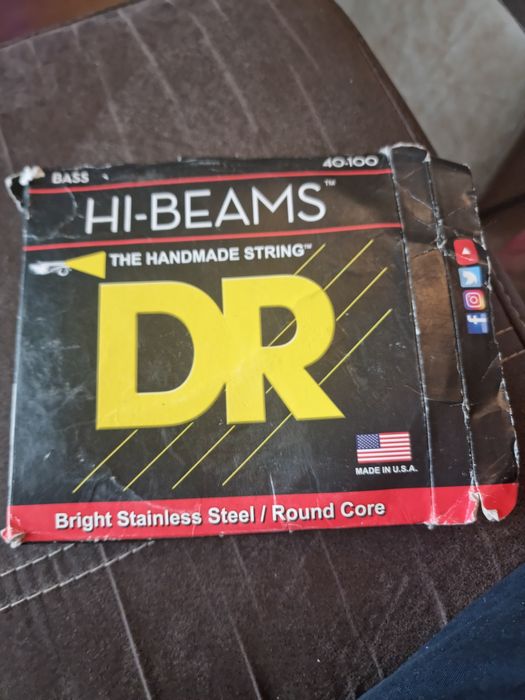 BASS 40-100
HI-BEAMS™
THE HANDMADE STRING™
DR
MADE IN U.S.A.
Bright Stainless Steel / Round Core